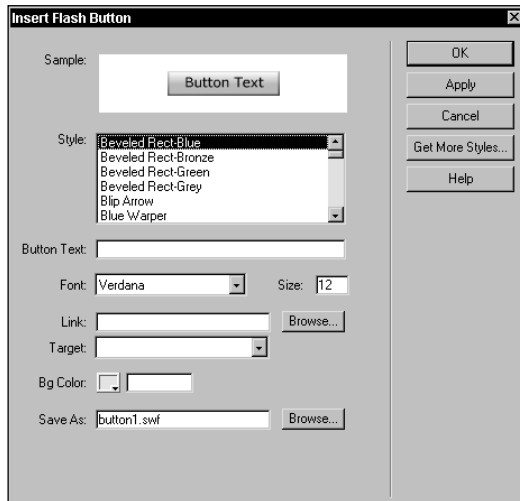 Insert Flash Button
Sample:
Button Text
Style:
Beveled Rect-Blue
Beveled Rect-Bronze
Beveled Rect-Green
Beveled Rect-Grey
Blip Arrow
Blue Warper
Button Text:
Font: Verdana Size: 12
Link: Browse...
Target:
Bg Color:
Save As: button1.swf Browse...
OK
Apply
Cancel
Get More Styles...
Help